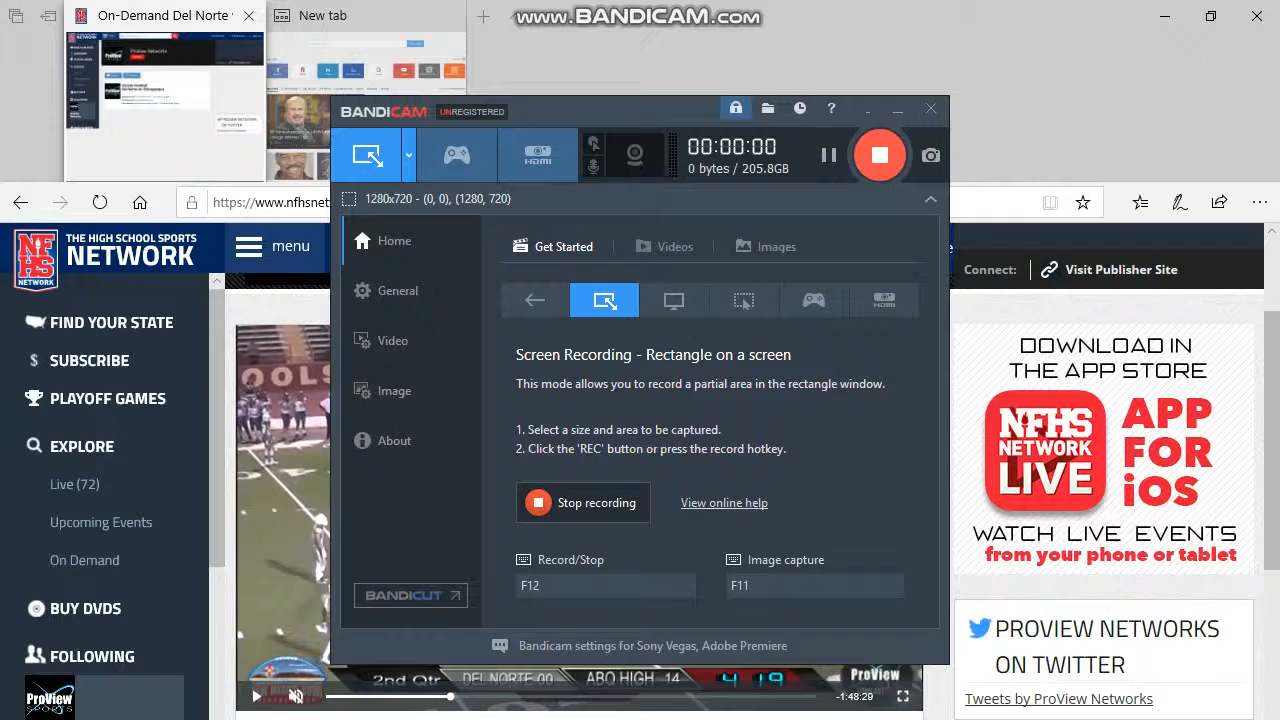 www.BANDICAM.com
On-Demand Norte
New tab
BANDICAM UNREGISTERED
00:00:00
0 bytes / 205.8GB
1280x720 - (0, 0), (1280, 720)
https://www.nfhsnet
NFHS NETWORK
THE HIGH SCHOOL SPORTS
NETWORK
menu
FIND YOUR STATE
SUBSCRIBE
PLAYOFF GAMES
EXPLORE
Live (72)
Upcoming Events
On Demand
BUY DVDS
FOLLOWING
ProView
Home
General
Video
Image
About
BANDICUT
Get Started
Videos
Images
HDMI
Screen Recording - Rectangle on a screen
This mode allows you to record a partial area in the rectangle window.
1. Select a size and area to be captured.
2. Click the 'REC' button or press the record hotkey.
Stop recording
View online help
Record/Stop
Image capture
F12
F11
Bandicam settings for Sony Vegas, Adobe Premiere
OOLS
2nd Qtr DEL NORTE 00 ABQ HIGH 14 4 19 ProView
-1:48:29
Connect:
Visit Publisher Site
DOWNLOAD IN
THE APP STORE
NFHS
NETWORK
LIVE
APP
FOR
iOS
WATCH LIVE EVENTS
from your phone or tablet
PROVIEW NETWORKS
ON TWITTER
Tweets by ProView Networks